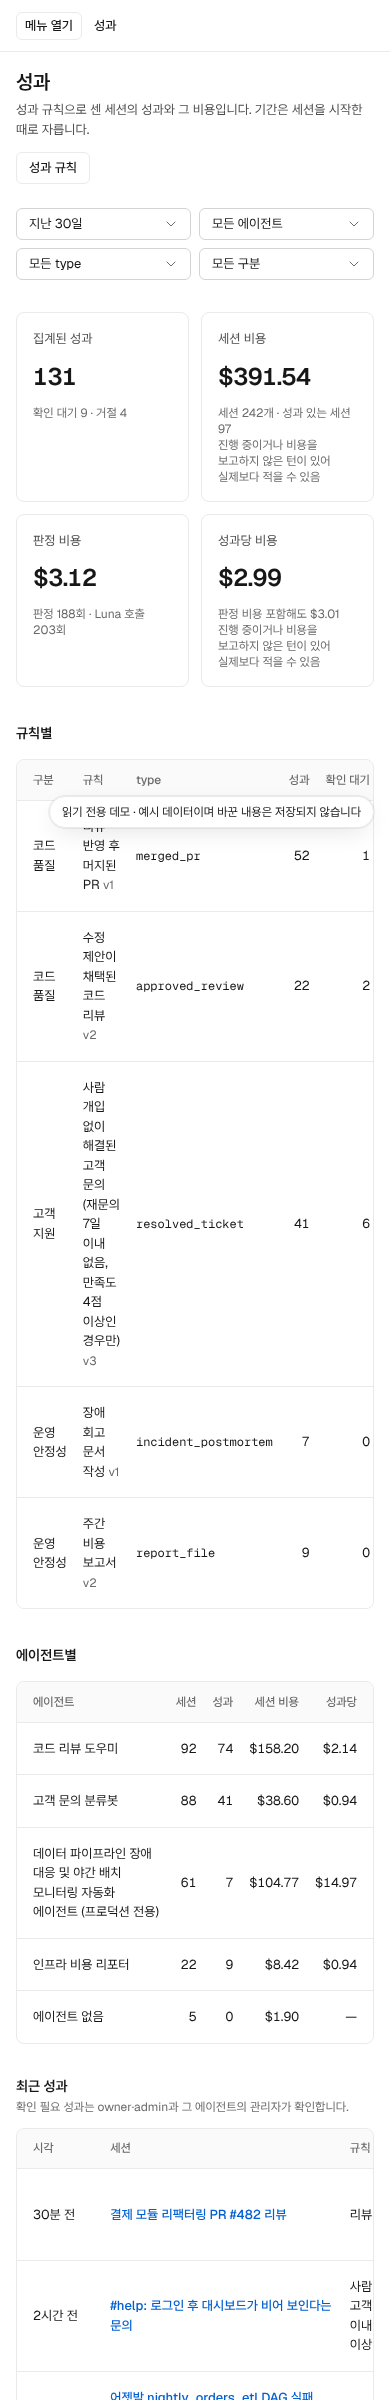 메뉴 열기 성과
성과
성과 규칙으로 센 세션의 성과와 그 비용입니다. 기간은 세션을 시작한
때로 자릅니다.
성과 규칙
지난 30일 모든 에이전트
모든 type 모든 구분
집계된 성과
131
확인 대기 9 · 거절 4
세션 비용
$391.54
세션 242개 · 성과 있는 세션
97
진행 중이거나 비용을
보고하지 않은 턴이 있어
실제보다 적을 수 있음
판정 비용
$3.12
판정 188회 · Luna 호출
203회
성과당 비용
$2.99
판정 비용 포함해도 $3.01
진행 중이거나 비용을
보고하지 않은 턴이 있어
실제보다 적을 수 있음
규칙별
구분 규칙 type 성과 확인 대기
읽기 전용 데모 · 예시 데이터이며 바꾼 내용은 저장되지 않습니다
코드
품질
반영 후
머지된
PR v1
merged_pr 52 1
코드
품질
수정
제안이
채택된
코드
리뷰
v2
approved_review 22 2
고객
지원
사람
개입
없이
해결된
고객
문의
(재문의
7일
이내
없음,
만족도
4점
이상인
경우만)
v3
resolved_ticket 41 6
운영
안정성
장애
회고
문서
작성 v1
incident_postmortem 7 0
운영
안정성
주간
비용
보고서
v2
report_file 9 0
에이전트별
에이전트 세션 성과 세션 비용 성과당
코드 리뷰 도우미 92 74 $158.20 $2.14
고객 문의 분류봇 88 41 $38.60 $0.94
데이터 파이프라인 장애
대응 및 야간 배치
모니터링 자동화
에이전트 (프로덕션 전용)
61 7 $104.77 $14.97
인프라 비용 리포터 22 9 $8.42 $0.94
에이전트 없음 5 0 $1.90 —
최근 성과
확인 필요 성과는 owner·admin과 그 에이전트의 관리자가 확인합니다.
시각 세션 규칙
30분 전 결제 모듈 리팩터링 PR #482 리뷰 리뷰
2시간 전
#help: 로그인 후 대시보드가 비어 보인다는
문의
사람
고객
이내
이상
어젯밤 nightly_orders_etl DAG 실패